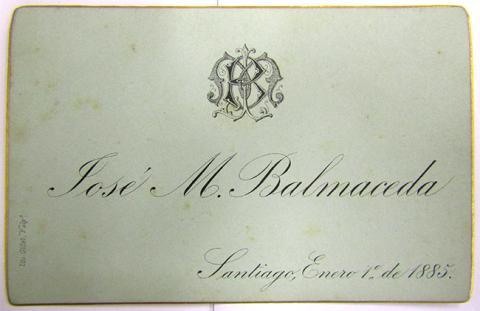 José M. Balmaceda
Santiago, Enero 1º de 1885.